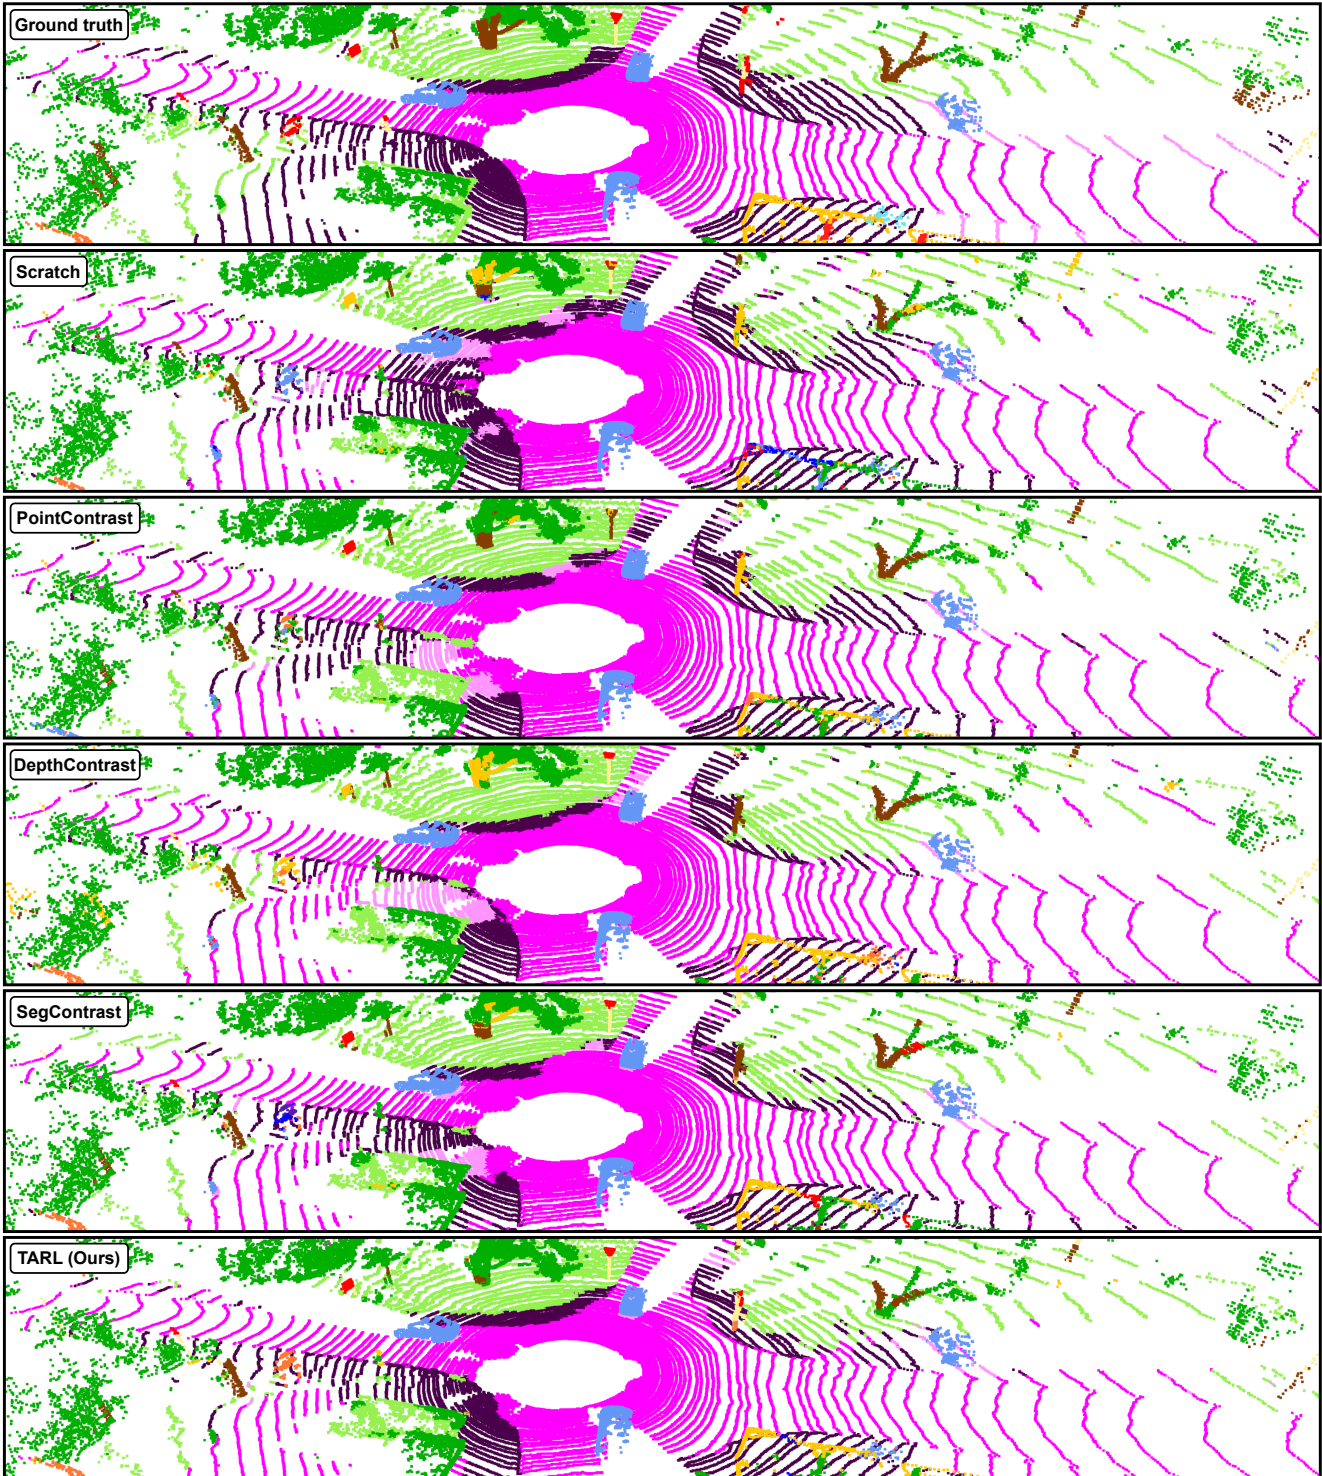 Ground truth
Scratch
PointContrast
DepthContrast
SegContrast
TARL (Ours)